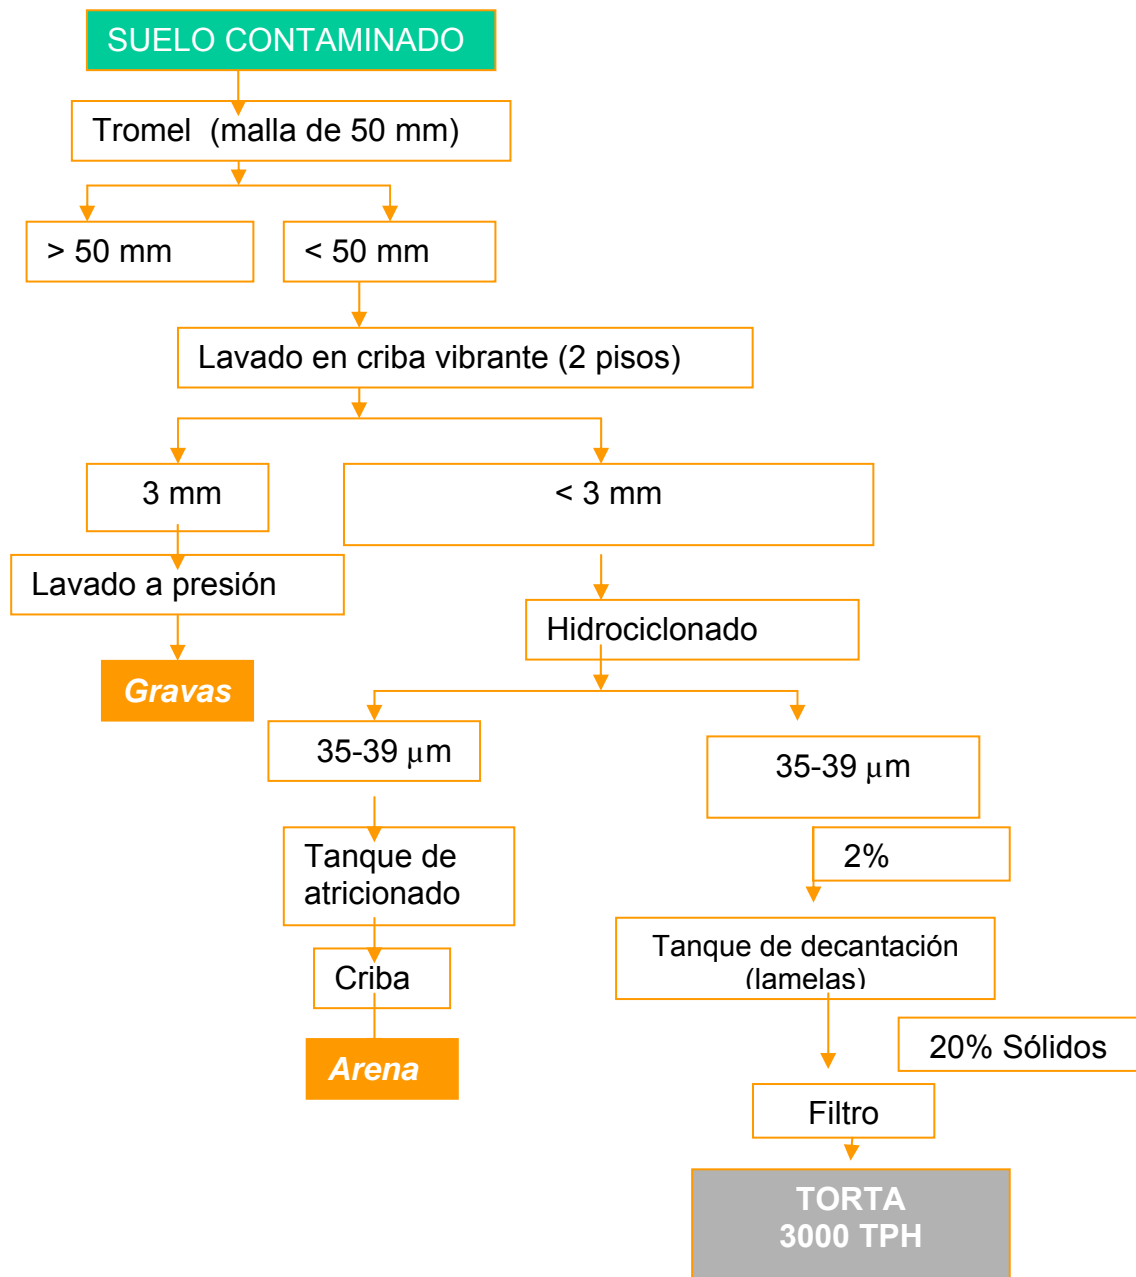 SUELO CONTAMINADO
Tromel (malla de 50 mm)
> 50 mm
< 50 mm
Lavado en criba vibrante (2 pisos)
3 mm
< 3 mm
Lavado a presión
Hidrociclonado
Gravas
35-39 μm
35-39 μm
2%
Tanque de
atricionado
Tanque de decantación
(lamelas)
Criba
20% Sólidos
Arena
Filtro
TORTA
3000 TPH